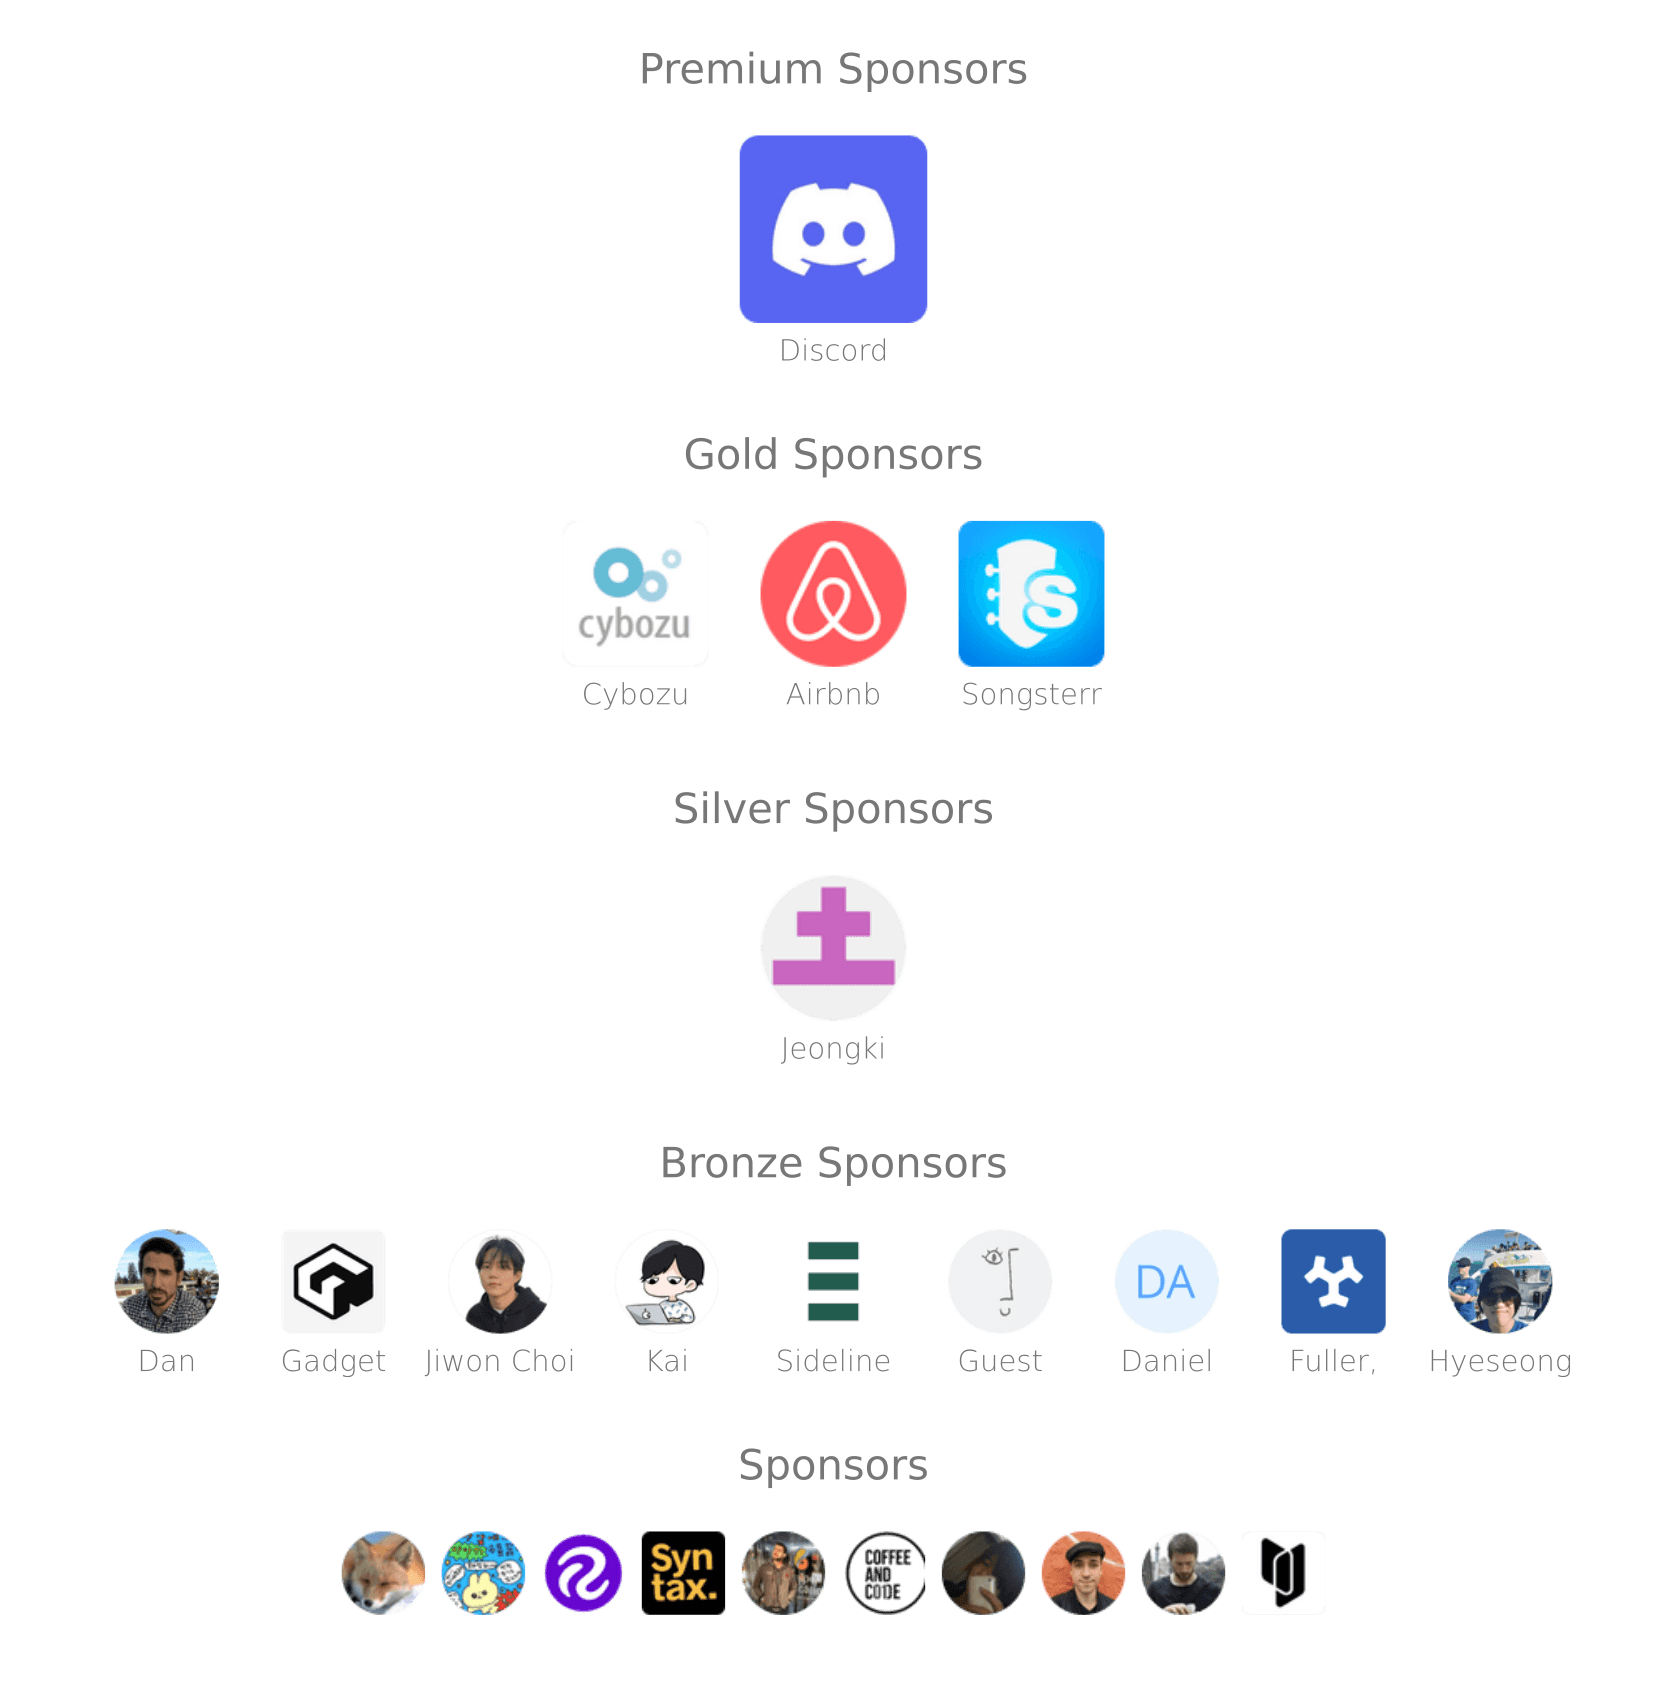 Premium Sponsors
Discord
Gold Sponsors
cybozu
S
Cybozu Airbnb Songsterr
Silver Sponsors
Jeongki
Bronze Sponsors
DA
Dan Gadget Jiwon Choi Kai Sideline Guest Daniel Fuller, Hyeseong
Sponsors
Syn
tax.
COFFEE
AND
CODE